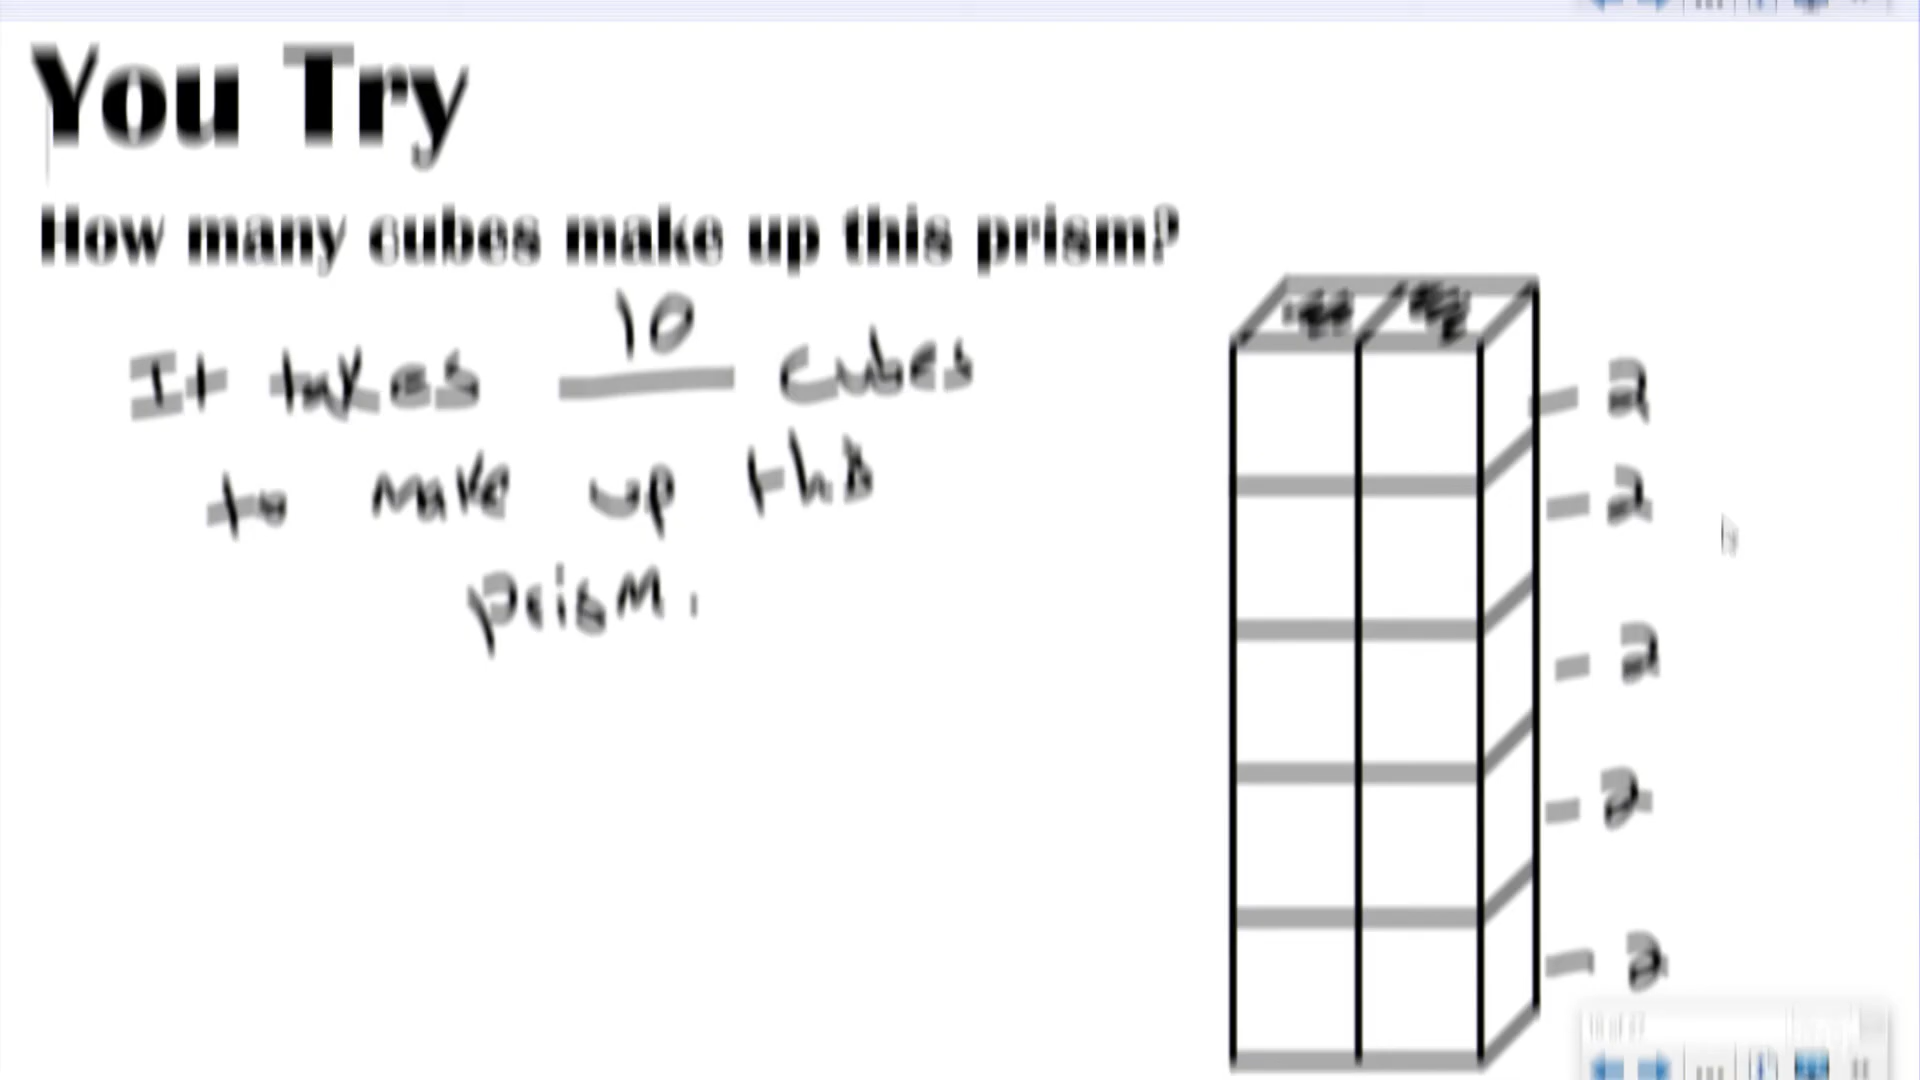 You Try
How many cubes make up this prism?
It takes 10 cubes
to make up this
prism.
- 2
- 2
- 2
- 2
- 2